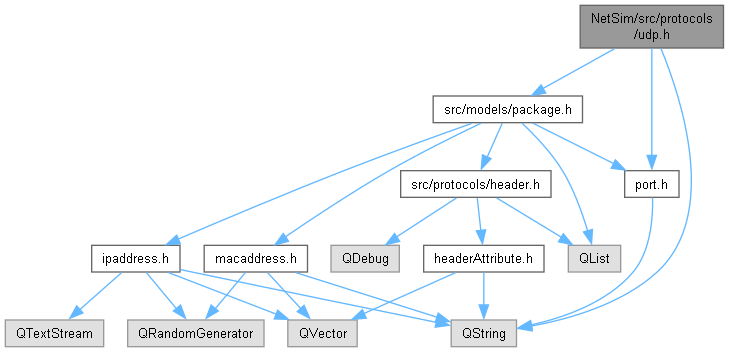 NetSim/src/protocols
/udp.h
src/models/package.h
src/protocols/header.h
port.h
ipaddress.h
macaddress.h
QDebug
headerAttribute.h
QList
QTextStream
QRandomGenerator
QVector
QString